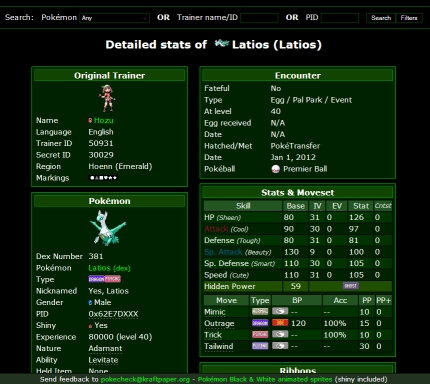 Search: Pokémon Any OR Trainer name/ID OR PID Search Filters
Detailed stats of Latios (Latios)
Original Trainer
Name Hozu
Language English
Trainer ID 50931
Secret ID 30029
Region Hoenn (Emerald)
Markings ●▲■♥★♦
Encounter
Fateful No
Type Egg / Pal Park / Event
At level 40
Egg received N/A
Date N/A
Hatched/Met PokéTransfer
Date Jan 1, 2012
Pokéball Premier Ball
Pokémon
Dex Number 381
Pokémon Latios (dex)
Type DRAGON PSYCHC
Nicknamed Yes, Latios
Gender Male
PID 0x62E7DXXX
Shiny Yes
Experience 80000 (level 40)
Nature Adamant
Ability Levitate
Held Item None
Stats & Moveset
Skill Base IV EV Stat Cntst
HP (Sheen) 80 31 0 126 0
Attack (Cool) 90 30 0 97 0
Defense (Tough) 80 31 0 81 0
Sp. Attack (Beauty) 130 9 0 100 0
Sp. Defense (Smart) 110 30 0 105 0
Speed (Cute) 110 31 0 105 0
Hidden Power 59 GHOST
Move Type BP Acc PP PP+
Mimic NORMAL -- -- 10 0
Outrage DRAGON 120 100% 15 0
Trick PSYCHC -- 100% 10 0
Tailwind FLYING -- -- 30 0
Ribbons
Send feedback to pokecheck@kraftpaper.org - Pokémon Black & White animated sprites (shiny included)